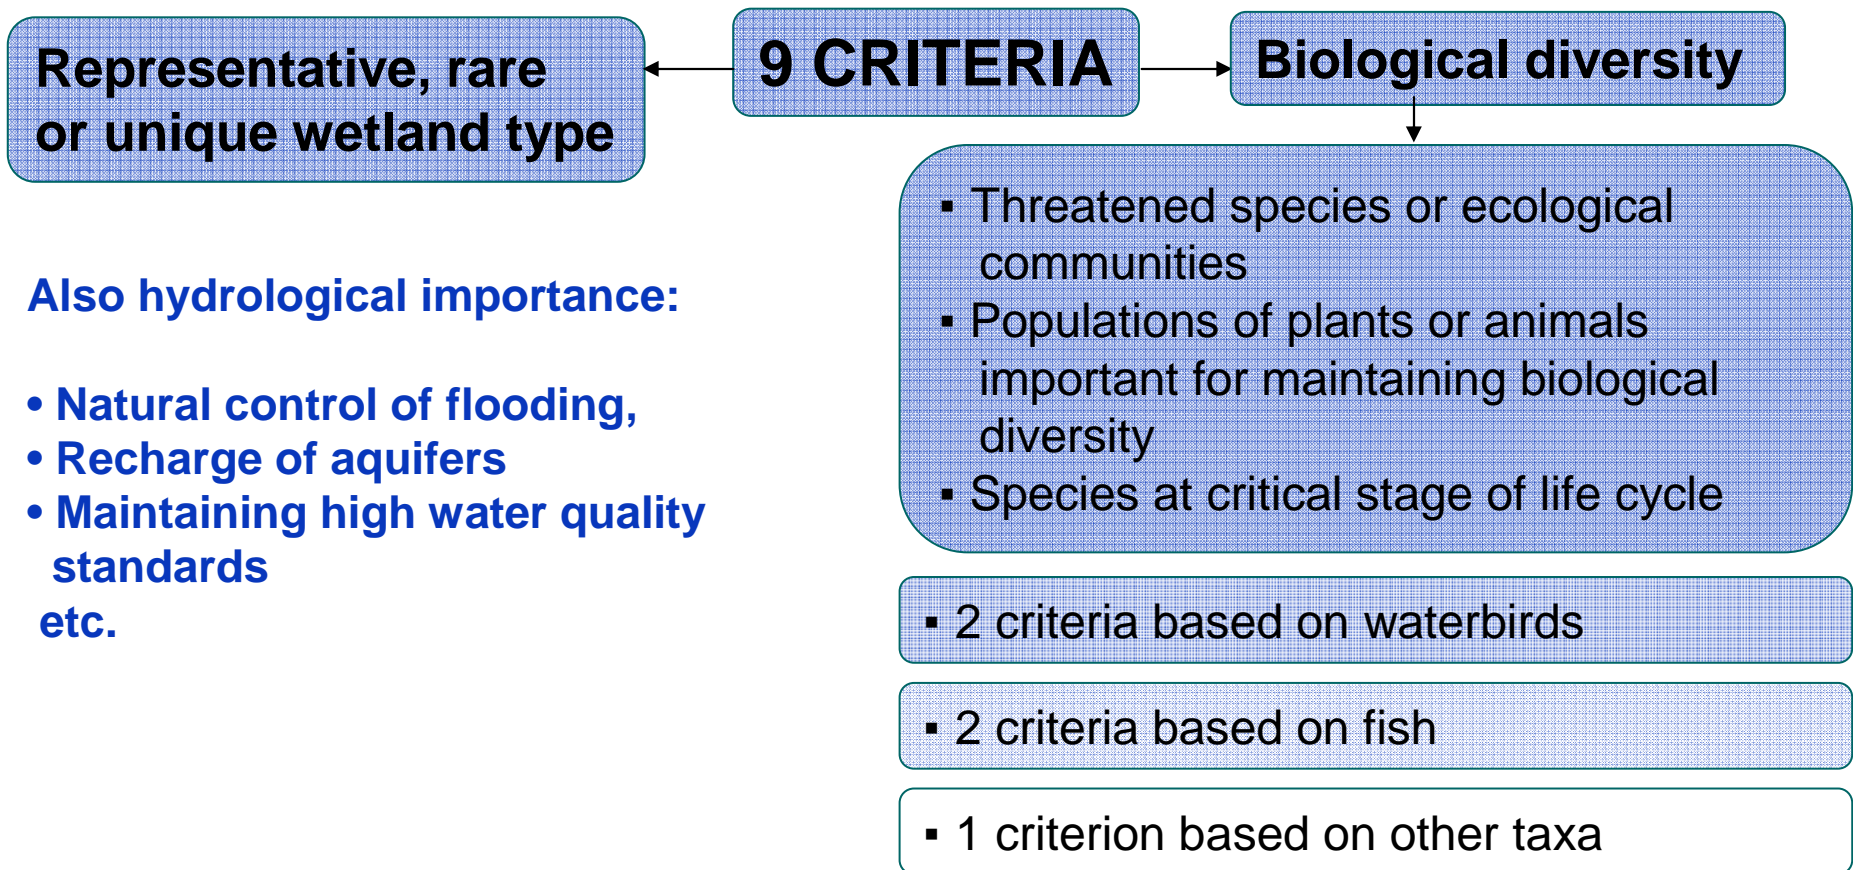 Representative, rare
or unique wetland type
9 CRITERIA
Biological diversity
Also hydrological importance:
• Natural control of flooding,
• Recharge of aquifers
• Maintaining high water quality
standards
etc.
▪ Threatened species or ecological
communities
▪ Populations of plants or animals
important for maintaining biological
diversity
▪ Species at critical stage of life cycle
▪ 2 criteria based on waterbirds
▪ 2 criteria based on fish
▪ 1 criterion based on other taxa